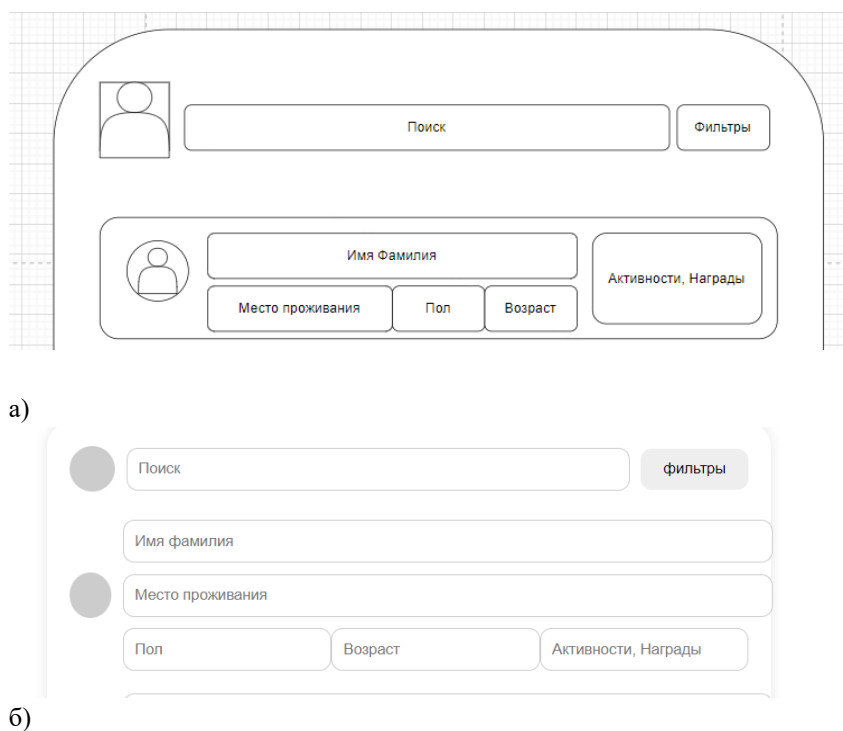 Поиск
Фильтры
Имя Фамилия
Активности, Награды
Место проживания
Пол
Возраст
а)
Поиск
фильтры
Имя фамилия
Место проживания
Пол
Возраст
Активности, Награды
б)